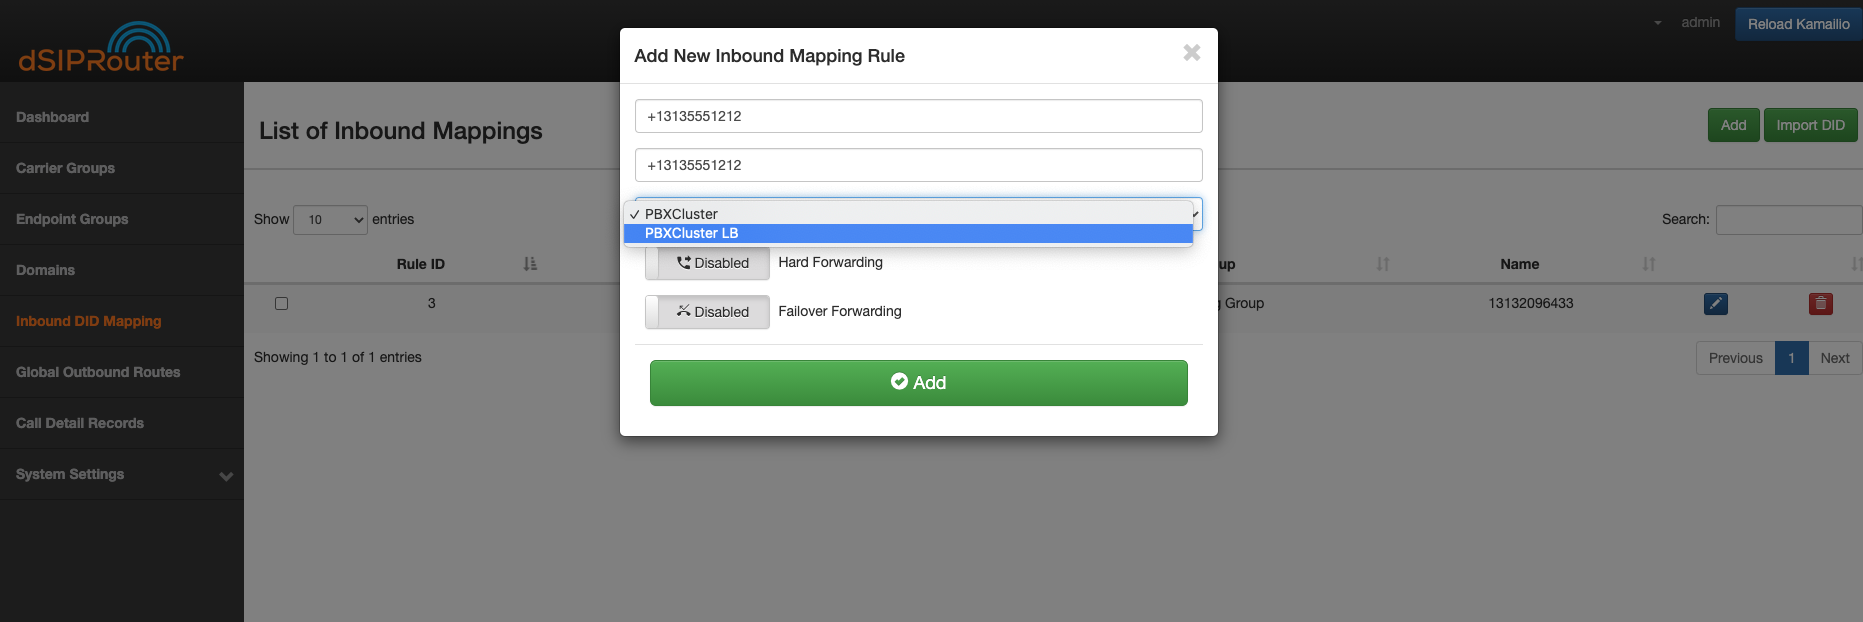 dSIPRouter
admin
Reload Kamailio
Dashboard
Carrier Groups
Endpoint Groups
Domains
Inbound DID Mapping
Global Outbound Routes
Call Detail Records
System Settings
List of Inbound Mappings
Add
Import DID
Show 10 entries
Search:
Rule ID
up
Name
3
g Group
13132096433
Showing 1 to 1 of 1 entries
Previous 1 Next
Add New Inbound Mapping Rule
+13135551212
+13135551212
PBXCluster
PBXCluster LB
Disabled Hard Forwarding
Disabled Failover Forwarding
Add